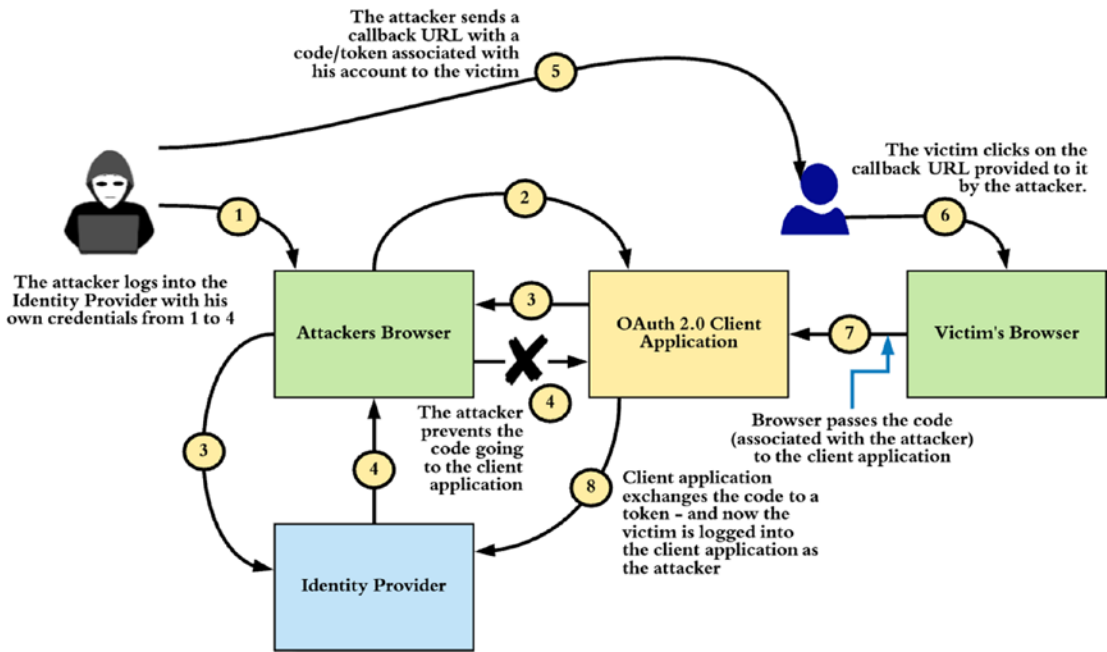 The attacker sends a
callback URL with a
code/token associated with
his account to the victim
5
The victim clicks on the
callback URL provided to it
by the attacker.
1
2
6
The attacker logs into the
Identity Provider with his
own credentials from 1 to 4
Attackers Browser
3
OAuth 2.0 Client
Application
7
Victim's Browser
4
The attacker
prevents the
code going
to the client
application
Browser passes the code
(associated with the attacker)
to the client application
3
4
8
Client application
exchanges the code to a
token - and now the
victim is logged into
the client application as
the attacker
Identity Provider